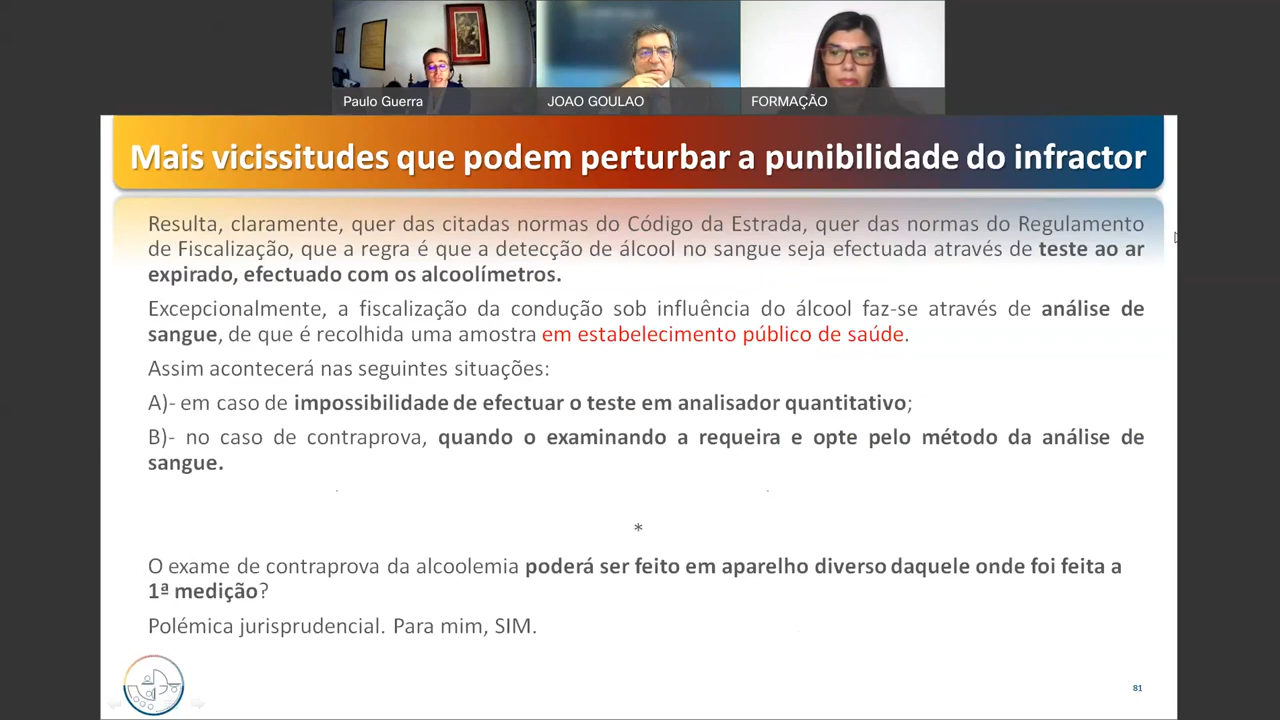 Paulo Guerra
JOAO GOULAO
FORMAÇÃO
Mais vicissitudes que podem perturbar a punibilidade do infractor
Resulta, claramente, quer das citadas normas do Código da Estrada, quer das normas do Regulamento
de Fiscalização, que a regra é que a detecção de álcool no sangue seja efectuada através de teste ao ar
expirado, efectuado com os alcoolímetros.
Excepcionalmente, a fiscalização da condução sob influência do álcool faz-se através de análise de
sangue, de que é recolhida uma amostra em estabelecimento público de saúde.
Assim acontecerá nas seguintes situações:
A)- em caso de impossibilidade de efectuar o teste em analisador quantitativo;
B)- no caso de contraprova, quando o examinando a requeira e opte pelo método da análise de
sangue.
*
O exame de contraprova da alcoolemia poderá ser feito em aparelho diverso daquele onde foi feita a
1ª medição?
Polémica jurisprudencial. Para mim, SIM.
81